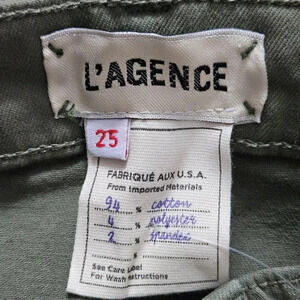 L'AGENCE
25
FABRIQUÉ AUX U.S.A.
From Imported Materials
94 % cotton
4 % polyester
2 % spandex
See Care Label
For Wash Instructions